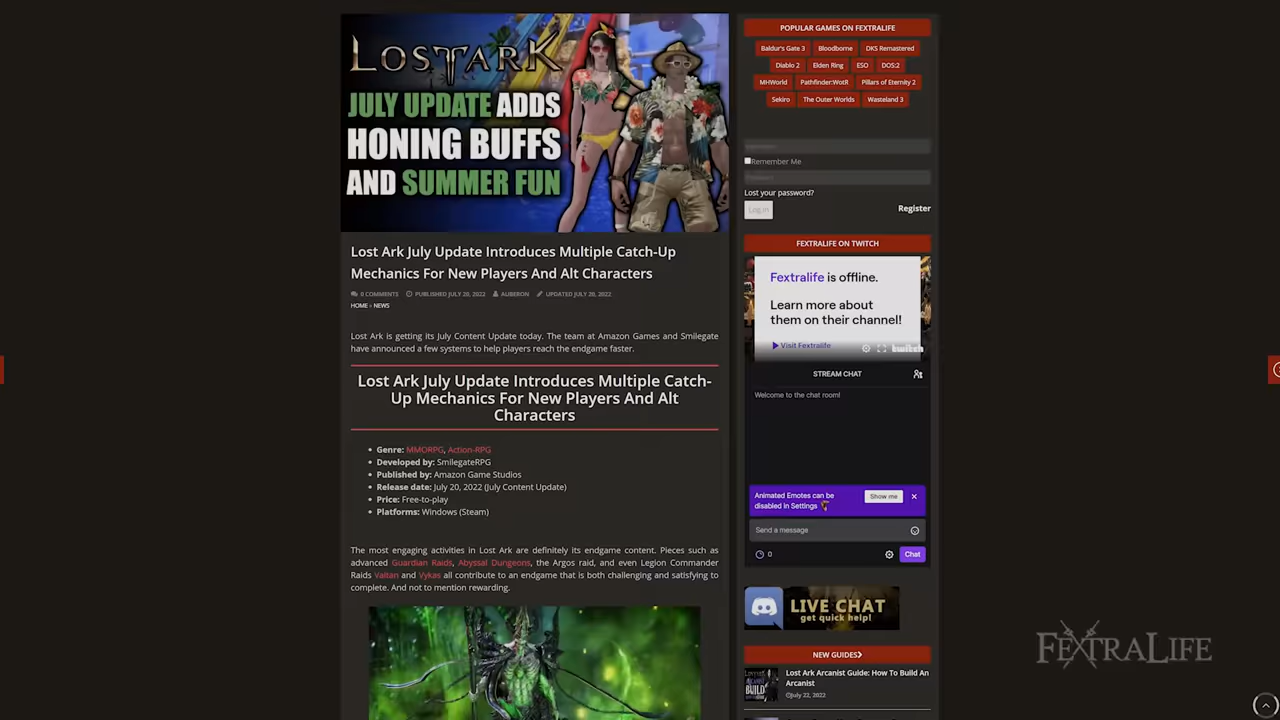 LOST ARK
JULY UPDATE ADDS
HONING BUFFS
AND SUMMER FUN
Lost Ark July Update Introduces Multiple Catch-Up
Mechanics For New Players And Alt Characters
0 COMMENTS PUBLISHED JULY 20, 2022 AUBERON UPDATED JULY 20, 2022
HOME › NEWS
Lost Ark is getting its July Content Update today. The team at Amazon Games and Smilegate
have announced a few systems to help players reach the endgame faster.
Lost Ark July Update Introduces Multiple Catch-
Up Mechanics For New Players And Alt
Characters
• Genre: MMORPG, Action-RPG
• Developed by: SmilegateRPG
• Published by: Amazon Game Studios
• Release date: July 20, 2022 (July Content Update)
• Price: Free-to-play
• Platforms: Windows (Steam)
The most engaging activities in Lost Ark are definitely its endgame content. Pieces such as
advanced Guardian Raids, Abyssal Dungeons, the Argos raid, and even Legion Commander
Raids Valtan and Vykas all contribute to an endgame that is both challenging and satisfying to
complete. And not to mention rewarding.
POPULAR GAMES ON FEXTRALIFE
Baldur's Gate 3 Bloodborne DKS Remastered
Diablo 2 Elden Ring ESO DOS:2
MHWorld Pathfinder:WotR Pillars of Eternity 2
Sekiro The Outer Worlds Wasteland 3
Remember Me
Lost your password?
Log in
Register
FEXTRALIFE ON TWITCH
Fextralife is offline.
Learn more about
them on their channel!
Visit Fextralife
twitch
STREAM CHAT
Welcome to the chat room!
Animated Emotes can be
disabled in Settings
Show me
Send a message
0
Chat
LIVE CHAT
get quick help!
NEW GUIDES
Lost Ark Arcanist Guide: How To Build An
Arcanist
July 22, 2022
FEXTRALIFE